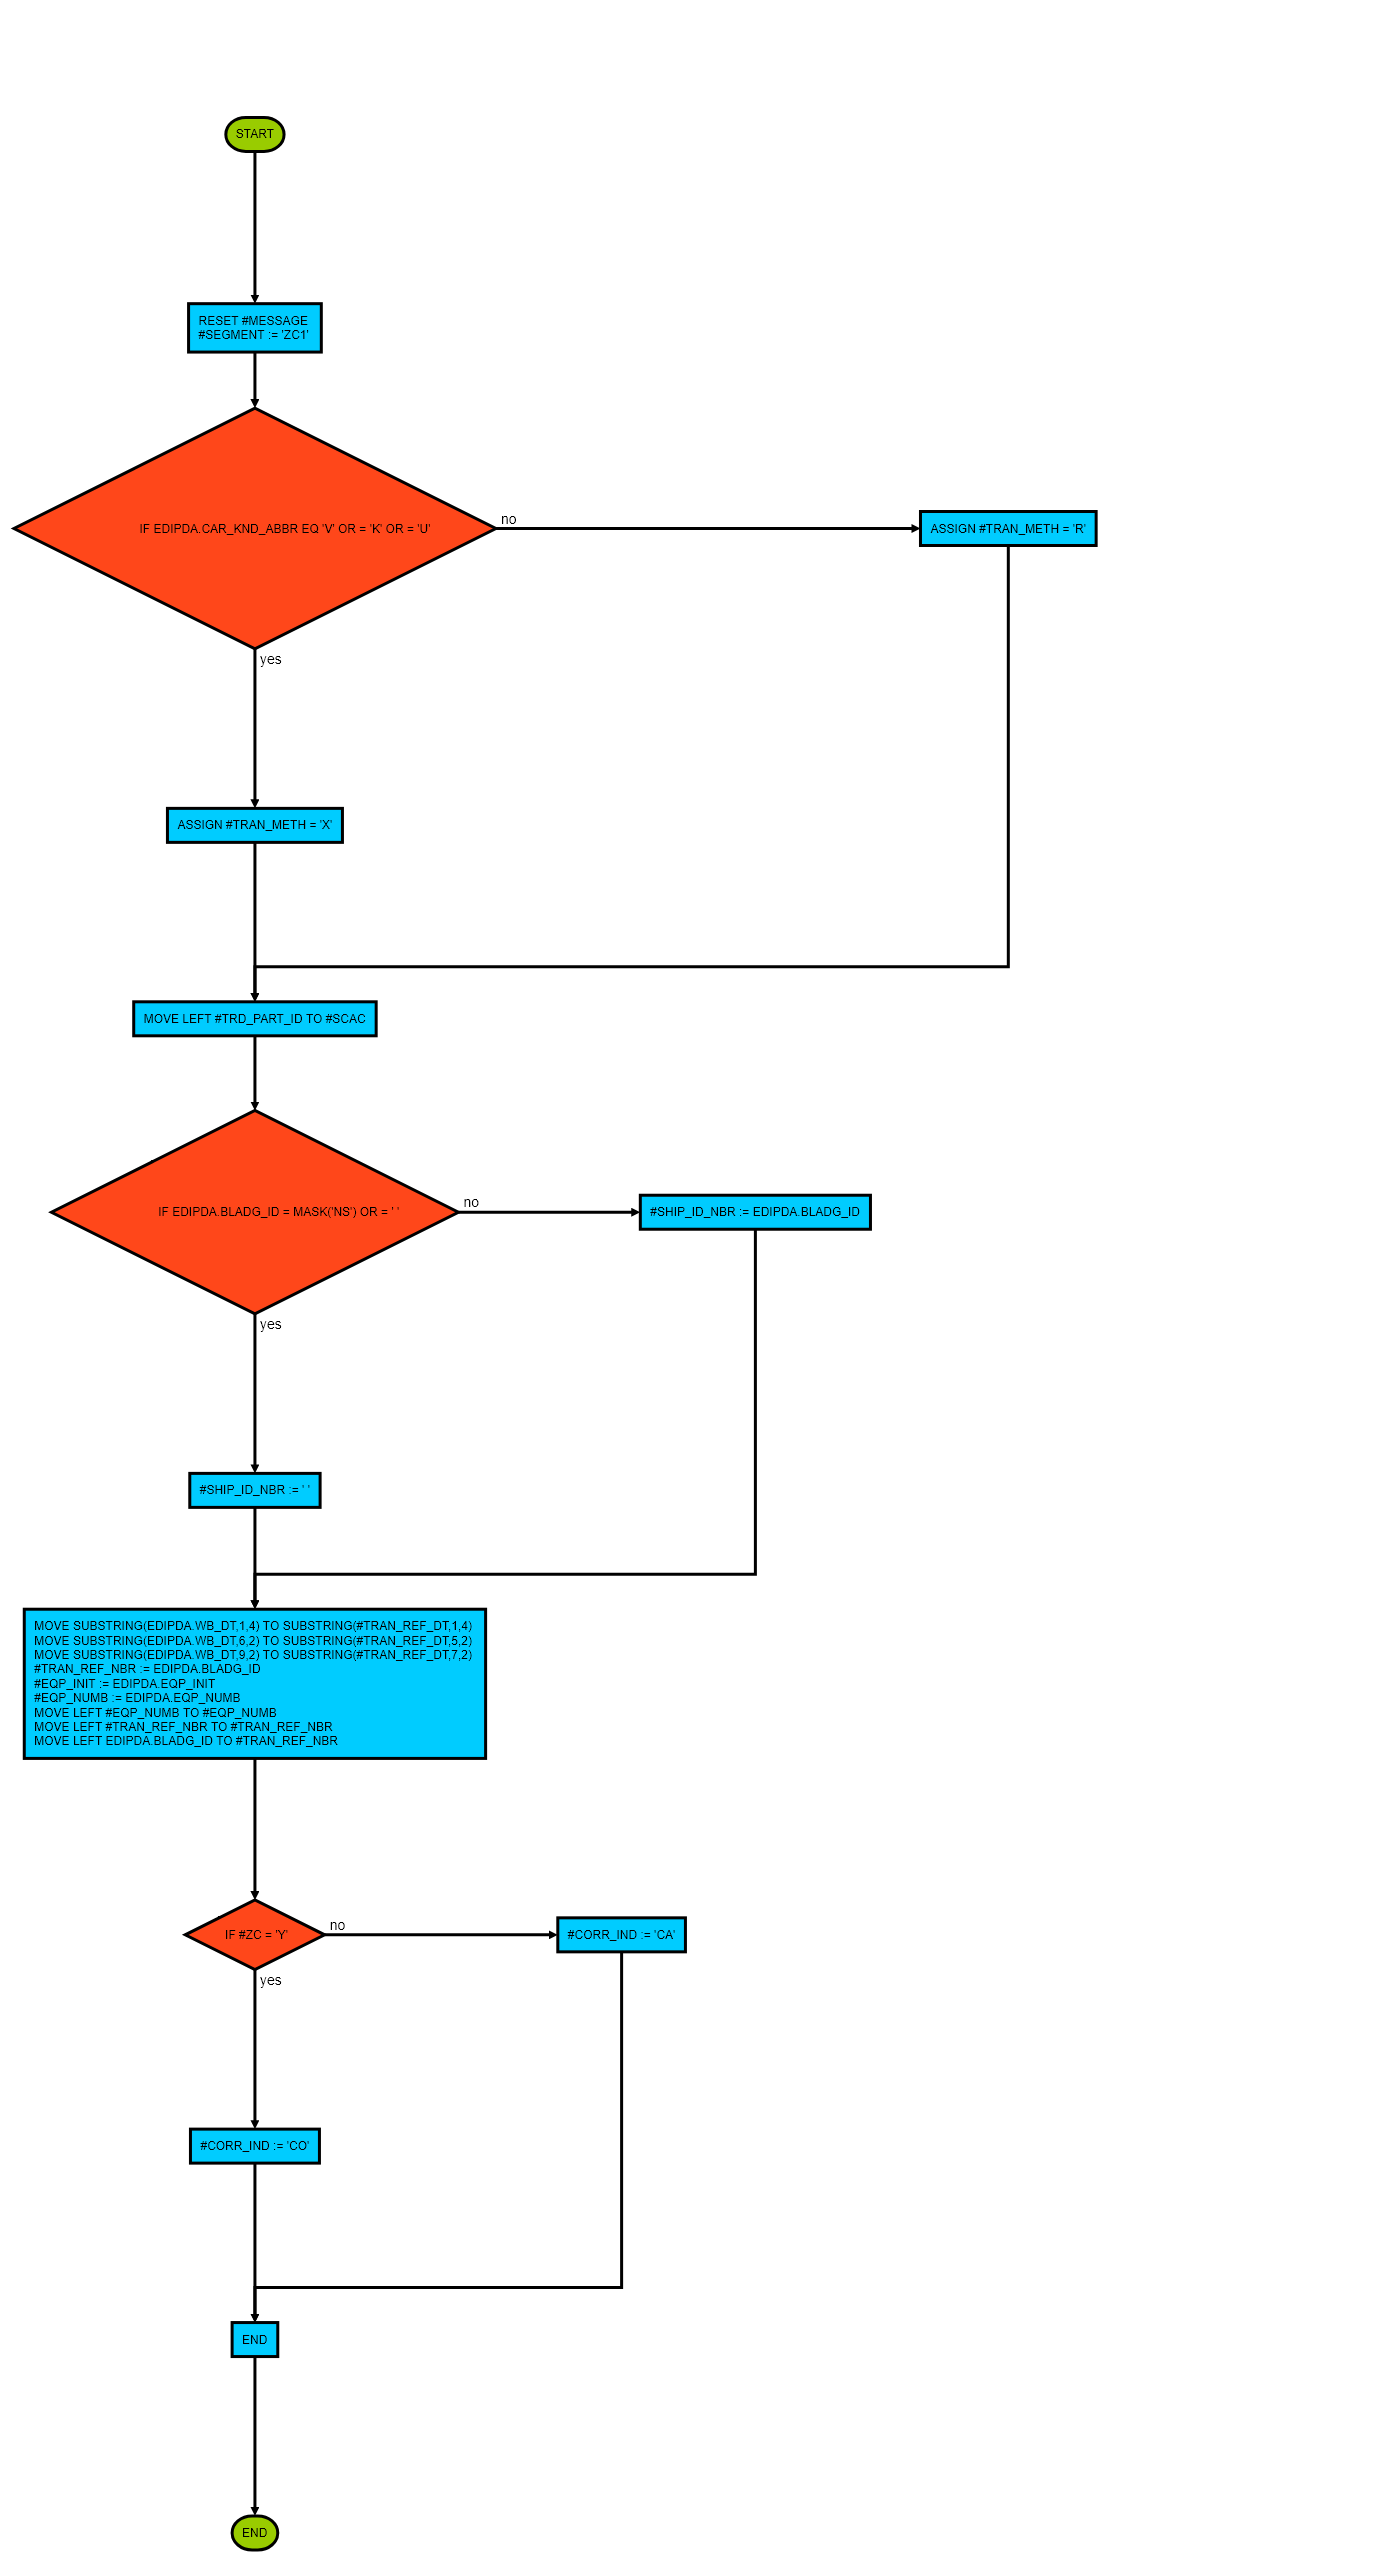 START
RESET #MESSAGE
#SEGMENT := 'ZC1'
IF EDIPDA.CAR_KND_ABBR EQ 'V' OR = 'K' OR = 'U'
no
ASSIGN #TRAN_METH = 'R'
yes
ASSIGN #TRAN_METH = 'X'
MOVE LEFT #TRD_PART_ID TO #SCAC
IF EDIPDA.BLADG_ID = MASK('NS') OR = ' '
no
#SHIP_ID_NBR := EDIPDA.BLADG_ID
yes
#SHIP_ID_NBR := ' '
MOVE SUBSTRING(EDIPDA.WB_DT,1,4) TO SUBSTRING(#TRAN_REF_DT,1,4)
MOVE SUBSTRING(EDIPDA.WB_DT,6,2) TO SUBSTRING(#TRAN_REF_DT,5,2)
MOVE SUBSTRING(EDIPDA.WB_DT,9,2) TO SUBSTRING(#TRAN_REF_DT,7,2)
#TRAN_REF_NBR := EDIPDA.BLADG_ID
#EQP_INIT := EDIPDA.EQP_INIT
#EQP_NUMB := EDIPDA.EQP_NUMB
MOVE LEFT #EQP_NUMB TO #EQP_NUMB
MOVE LEFT #TRAN_REF_NBR TO #TRAN_REF_NBR
MOVE LEFT EDIPDA.BLADG_ID TO #TRAN_REF_NBR
IF #ZC = 'Y'
no
#CORR_IND := 'CA'
yes
#CORR_IND := 'CO'
END
END